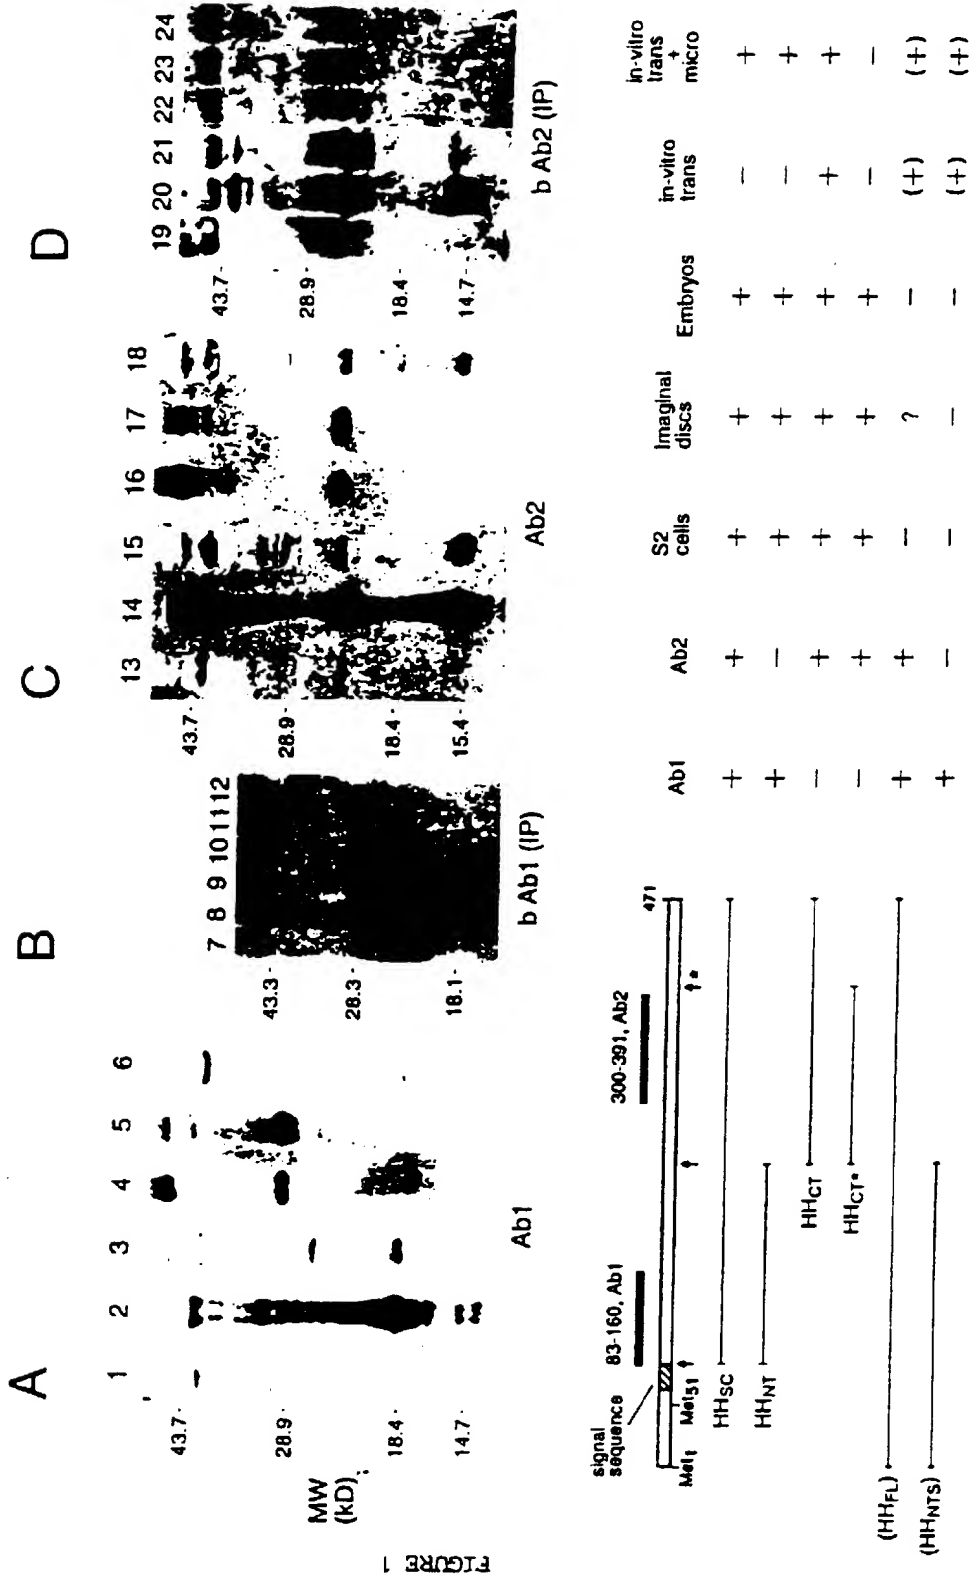 FIGURE 1
A
B
C
D
MW
(kD)
1 2 3 4 5 6
43.7 -
28.9 -
18.4 -
14.7 -
Ab1
7 8 9 10 11 12
43.3 -
28.3 -
18.1 -
b Ab1 (IP)
13 14 15 16 17 18
43.7 -
28.9 -
18.4 -
15.4 -
Ab2
19 20 21 22 23 24
43.7 -
28.9 -
18.4 -
14.7 -
b Ab2 (IP)
signal
sequence
83-160, Ab1
300-391, Ab2
471
Met1
Met51
*
Ab1
Ab2
S2
cells
Imaginal
discs
Embryos
in-vitro
trans
in-vitro
trans
+
micro
HHSC + + + + + − +
HHNT + − + + + − +
HHCT − + + + + + +
HHCT* − + + + + − −
(HHFL) + + − ? − (+) (+)
(HHNTS) + − − − − (+) (+)